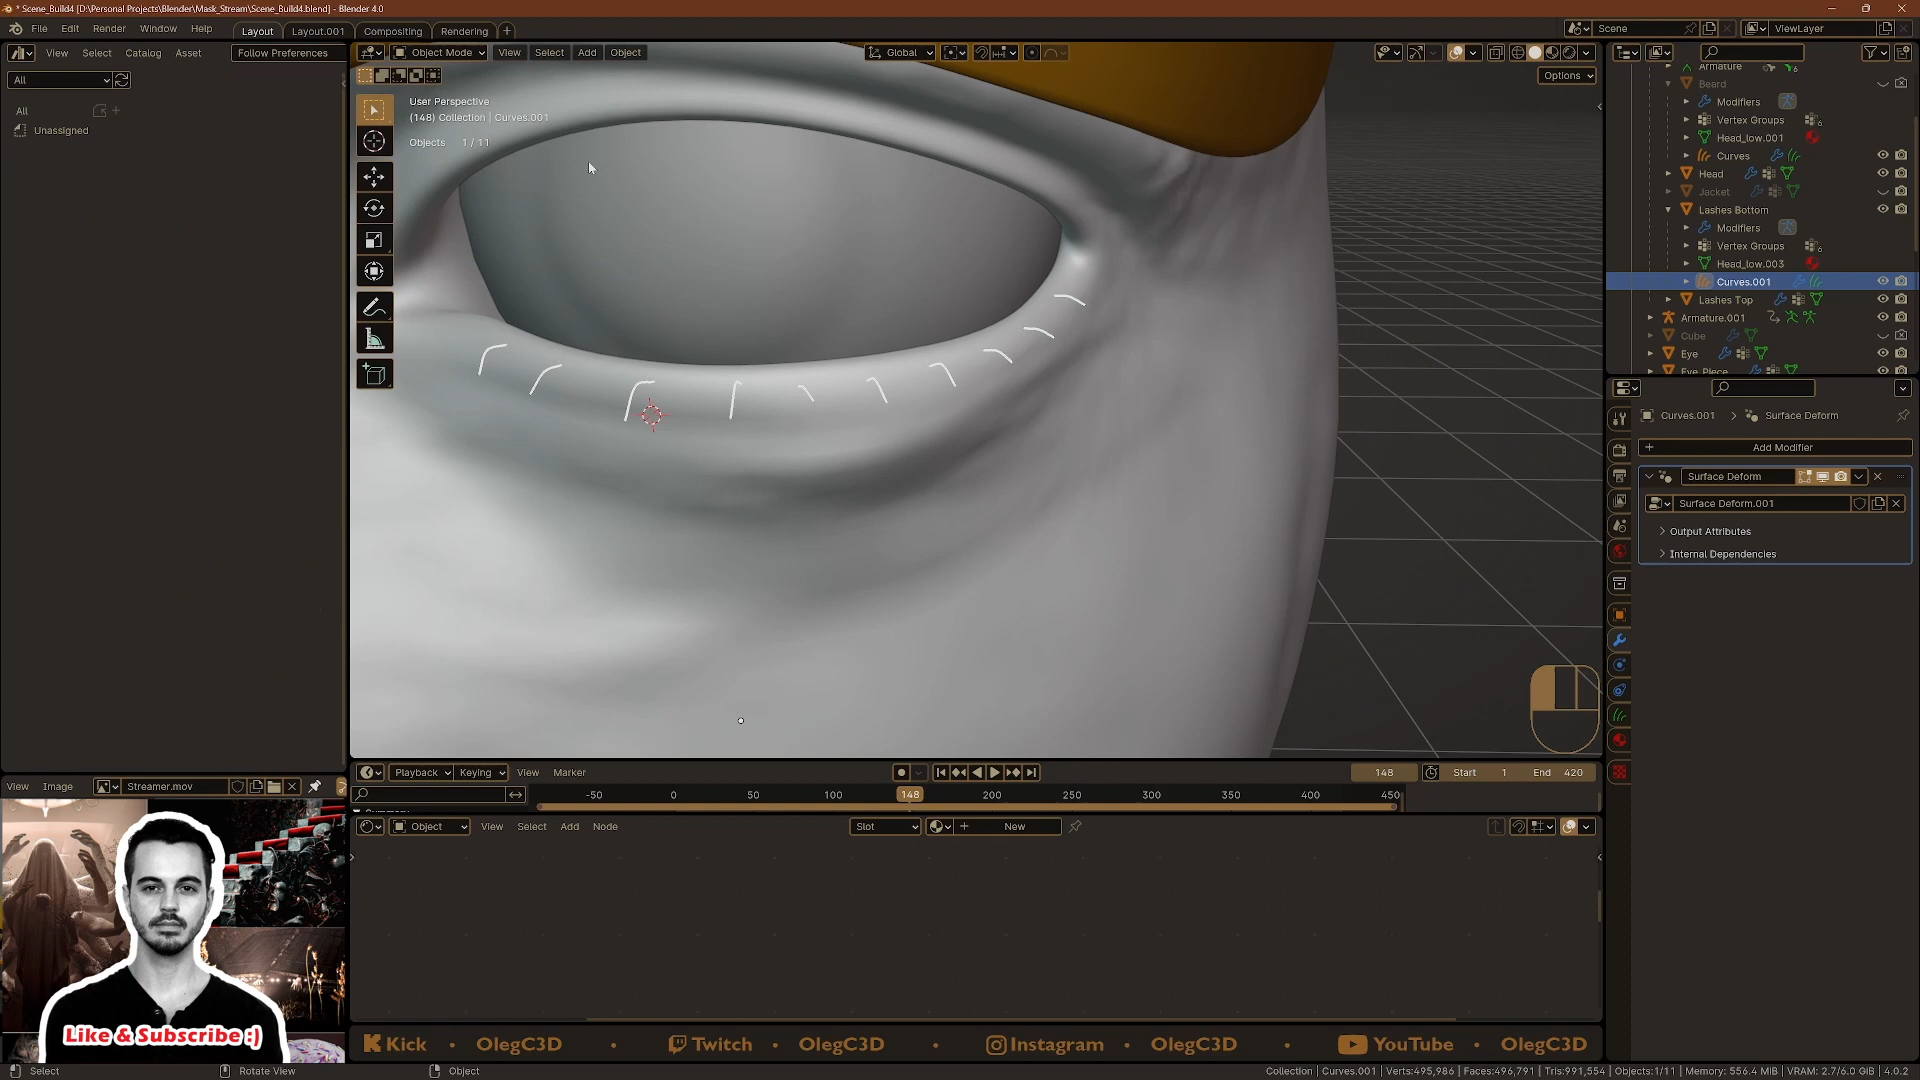 * Scene_Build4 [D:\Personal Projects\Blender\Mask_Stream\Scene_Build4.blend] - Blender 4.0
File Edit Render Window Help Layout Layout.001 Compositing Rendering + Scene ViewLayer
View Select Catalog Asset Follow Preferences
Object Mode View Select Add Object Global
Options
All
All
Unassigned
User Perspective
(148) Collection | Curves.001
Objects 1 / 11
Armature
Beard
Modifiers
Vertex Groups
Head_low.001
Curves
Head
Jacket
Lashes Bottom
Modifiers
Vertex Groups
Head_low.003
Curves.001
Lashes Top
Armature.001
Cube
Eye
Eye Piece
Curves.001 > Surface Deform
+ Add Modifier
Surface Deform
Surface Deform.001
Output Attributes
Internal Dependencies
Playback Keying View Marker 148 Start 1 End 420
-50 0 50 100 148 200 250 300 350 400 450
Summary
View Image Streamer.mov
Object View Select Add Node Slot New
Like & Subscribe :)
Kick • OlegC3D • Twitch • OlegC3D • Instagram • OlegC3D • YouTube • OlegC3D
Select Rotate View Object Collection | Curves.001 | Verts:495,986 | Faces:496,791 | Tris:991,554 | Objects:1/11 | Memory: 556.4 MiB | VRAM: 2.7/6.0 GiB | 4.0.2